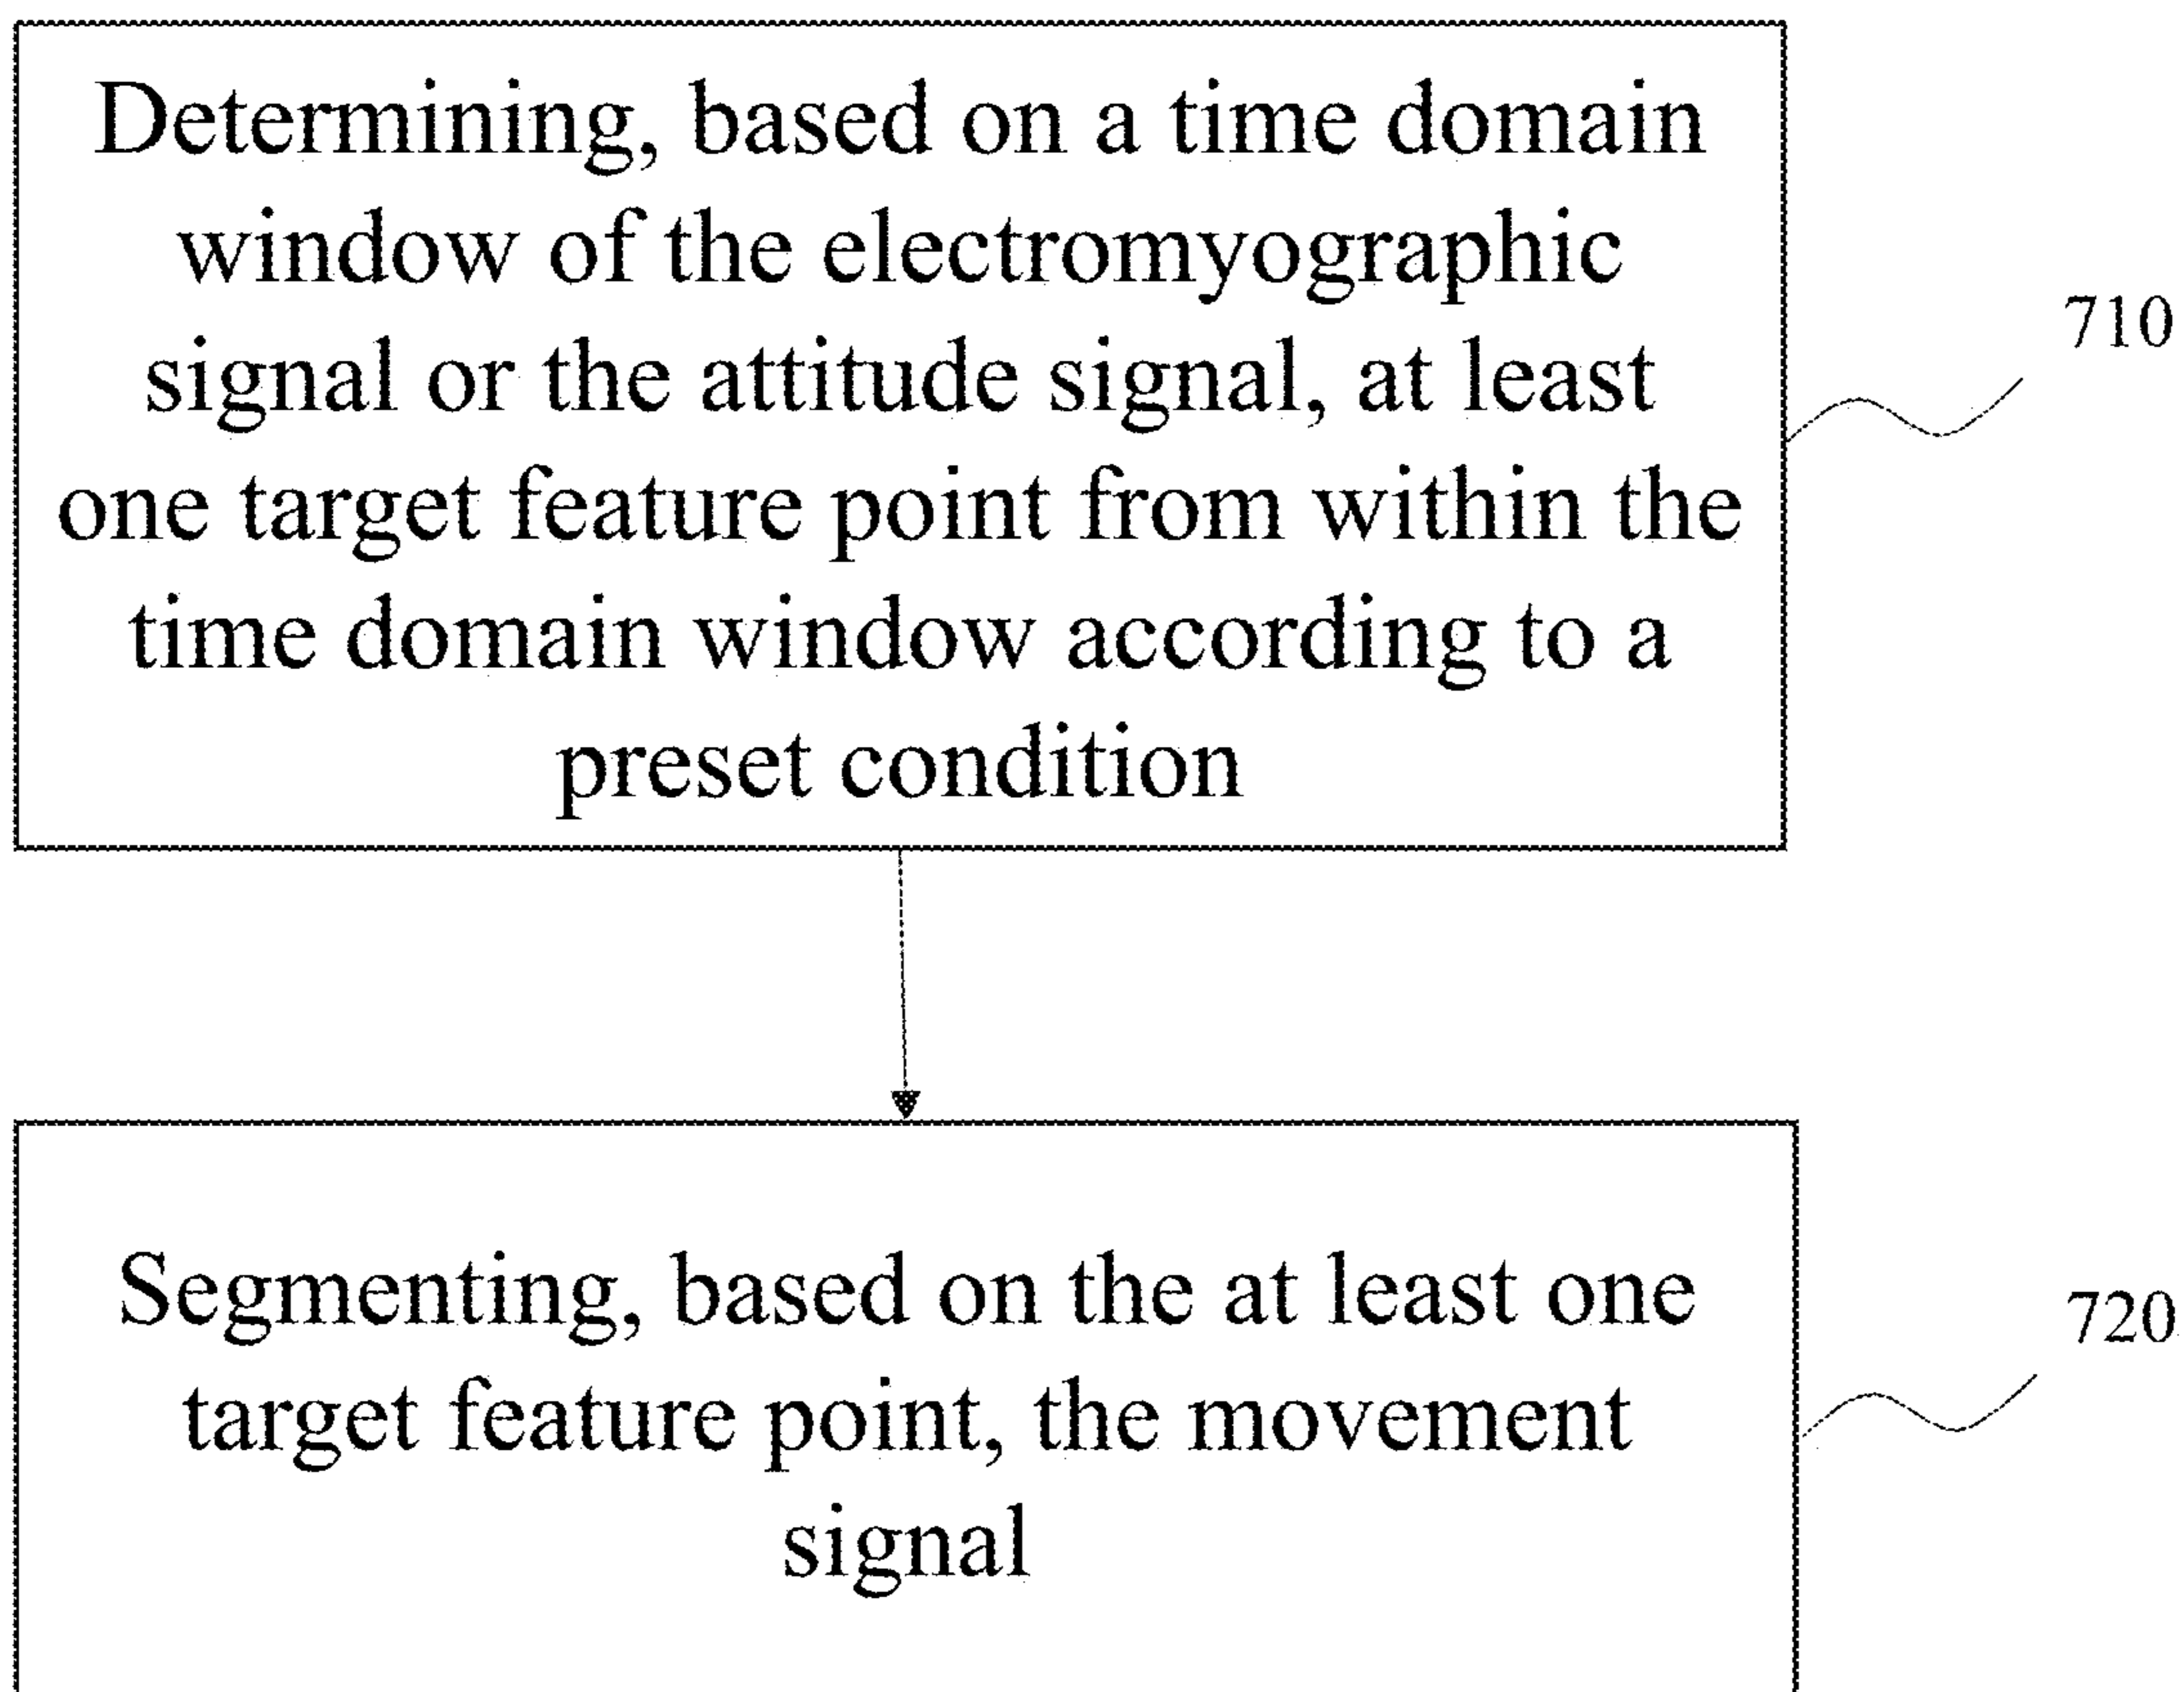 Determining, based on a time domain
window of the electromyographic
signal or the attitude signal, at least
one target feature point from within the
time domain window according to a
preset condition
710
Segmenting, based on the at least one
target feature point, the movement
signal
720